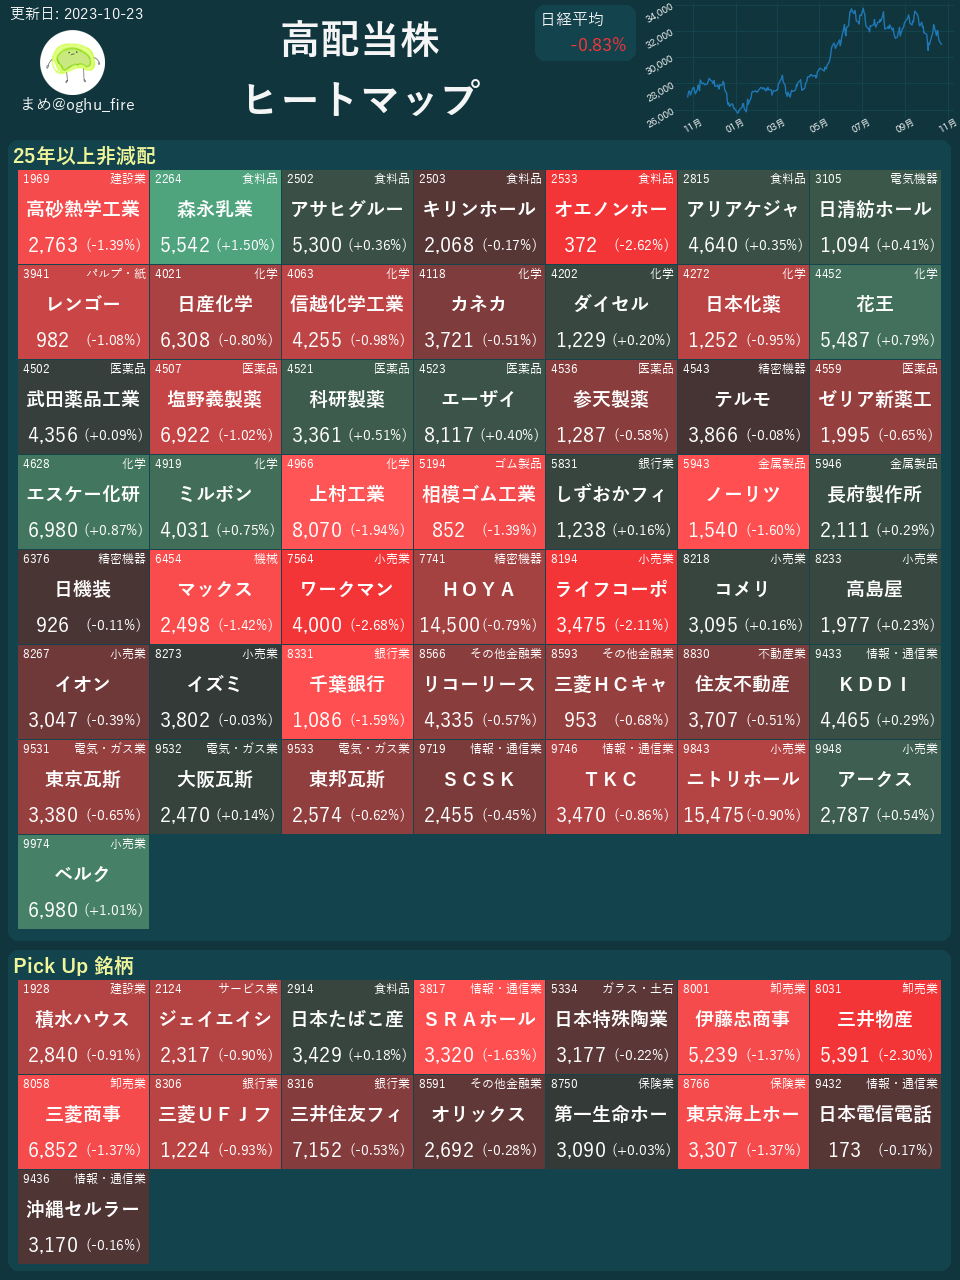 更新日: 2023-10-23
まめ@oghu_fire
高配当株
ヒートマップ
日経平均
-0.83%
34,000
32,000
30,000
28,000
26,000
11月 01月 03月 05月 07月 09月 11月
25年以上非減配
1969 建設業 2264 食料品 2502 食料品 2503 食料品 2533 食料品 2815 食料品 3105 電気機器
高砂熱学工業 森永乳業 アサヒグルー キリンホール オエノンホー アリアケジャ 日清紡ホール
2,763 (-1.39%) 5,542 (+1.50%) 5,300 (+0.36%) 2,068 (-0.17%) 372 (-2.62%) 4,640 (+0.35%) 1,094 (+0.41%)
3941 パルプ・紙 4021 化学 4063 化学 4118 化学 4202 化学 4272 化学 4452 化学
レンゴー 日産化学 信越化学工業 カネカ ダイセル 日本化薬 花王
982 (-1.08%) 6,308 (-0.80%) 4,255 (-0.98%) 3,721 (-0.51%) 1,229 (+0.20%) 1,252 (-0.95%) 5,487 (+0.79%)
4502 医薬品 4507 医薬品 4521 医薬品 4523 医薬品 4536 医薬品 4543 精密機器 4559 医薬品
武田薬品工業 塩野義製薬 科研製薬 エーザイ 参天製薬 テルモ ゼリア新薬工
4,356 (+0.09%) 6,922 (-1.02%) 3,361 (+0.51%) 8,117 (+0.40%) 1,287 (-0.58%) 3,866 (-0.08%) 1,995 (-0.65%)
4628 化学 4919 化学 4966 化学 5194 ゴム製品 5831 銀行業 5943 金属製品 5946 金属製品
エスケー化研 ミルボン 上村工業 相模ゴム工業 しずおかフィ ノーリツ 長府製作所
6,980 (+0.87%) 4,031 (+0.75%) 8,070 (-1.94%) 852 (-1.39%) 1,238 (+0.16%) 1,540 (-1.60%) 2,111 (+0.29%)
6376 精密機器 6454 機械 7564 小売業 7741 精密機器 8194 小売業 8218 小売業 8233 小売業
日機装 マックス ワークマン ＨＯＹＡ ライフコーポ コメリ 高島屋
926 (-0.11%) 2,498 (-1.42%) 4,000 (-2.68%) 14,500 (-0.79%) 3,475 (-2.11%) 3,095 (+0.16%) 1,977 (+0.23%)
8267 小売業 8273 小売業 8331 銀行業 8566 その他金融業 8593 その他金融業 8830 不動産業 9433 情報・通信業
イオン イズミ 千葉銀行 リコーリース 三菱ＨＣキャ 住友不動産 ＫＤＤＩ
3,047 (-0.39%) 3,802 (-0.03%) 1,086 (-1.59%) 4,335 (-0.57%) 953 (-0.68%) 3,707 (-0.51%) 4,465 (+0.29%)
9531 電気・ガス業 9532 電気・ガス業 9533 電気・ガス業 9719 情報・通信業 9746 情報・通信業 9843 小売業 9948 小売業
東京瓦斯 大阪瓦斯 東邦瓦斯 ＳＣＳＫ ＴＫＣ ニトリホール アークス
3,380 (-0.65%) 2,470 (+0.14%) 2,574 (-0.62%) 2,455 (-0.45%) 3,470 (-0.86%) 15,475 (-0.90%) 2,787 (+0.54%)
9974 小売業
ベルク
6,980 (+1.01%)
Pick Up 銘柄
1928 建設業 2124 サービス業 2914 食料品 3817 情報・通信業 5334 ガラス・土石 8001 卸売業 8031 卸売業
積水ハウス ジェイエイシ 日本たばこ産 ＳＲＡホール 日本特殊陶業 伊藤忠商事 三井物産
2,840 (-0.91%) 2,317 (-0.90%) 3,429 (+0.18%) 3,320 (-1.63%) 3,177 (-0.22%) 5,239 (-1.37%) 5,391 (-2.30%)
8058 卸売業 8306 銀行業 8316 銀行業 8591 その他金融業 8750 保険業 8766 保険業 9432 情報・通信業
三菱商事 三菱ＵＦＪフ 三井住友フィ オリックス 第一生命ホー 東京海上ホー 日本電信電話
6,852 (-1.37%) 1,224 (-0.93%) 7,152 (-0.53%) 2,692 (-0.28%) 3,090 (+0.03%) 3,307 (-1.37%) 173 (-0.17%)
9436 情報・通信業
沖縄セルラー
3,170 (-0.16%)